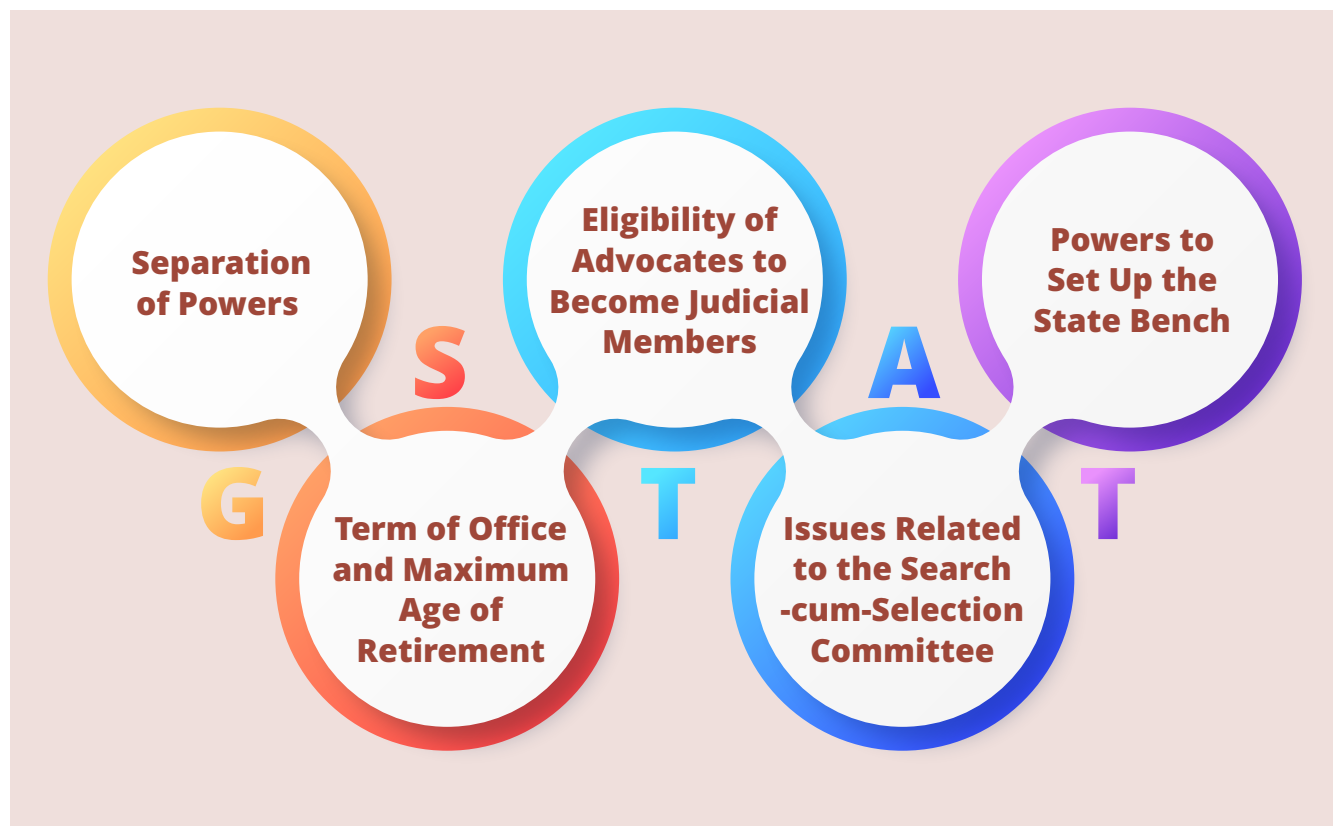 Separation
of Powers
G
S
Term of Office
and Maximum
Age of
Retirement
Eligibility of
Advocates to
Become Judicial
Members
T
A
Issues Related
to the Search
-cum-Selection
Committee
Powers to
Set Up the
State Bench
T